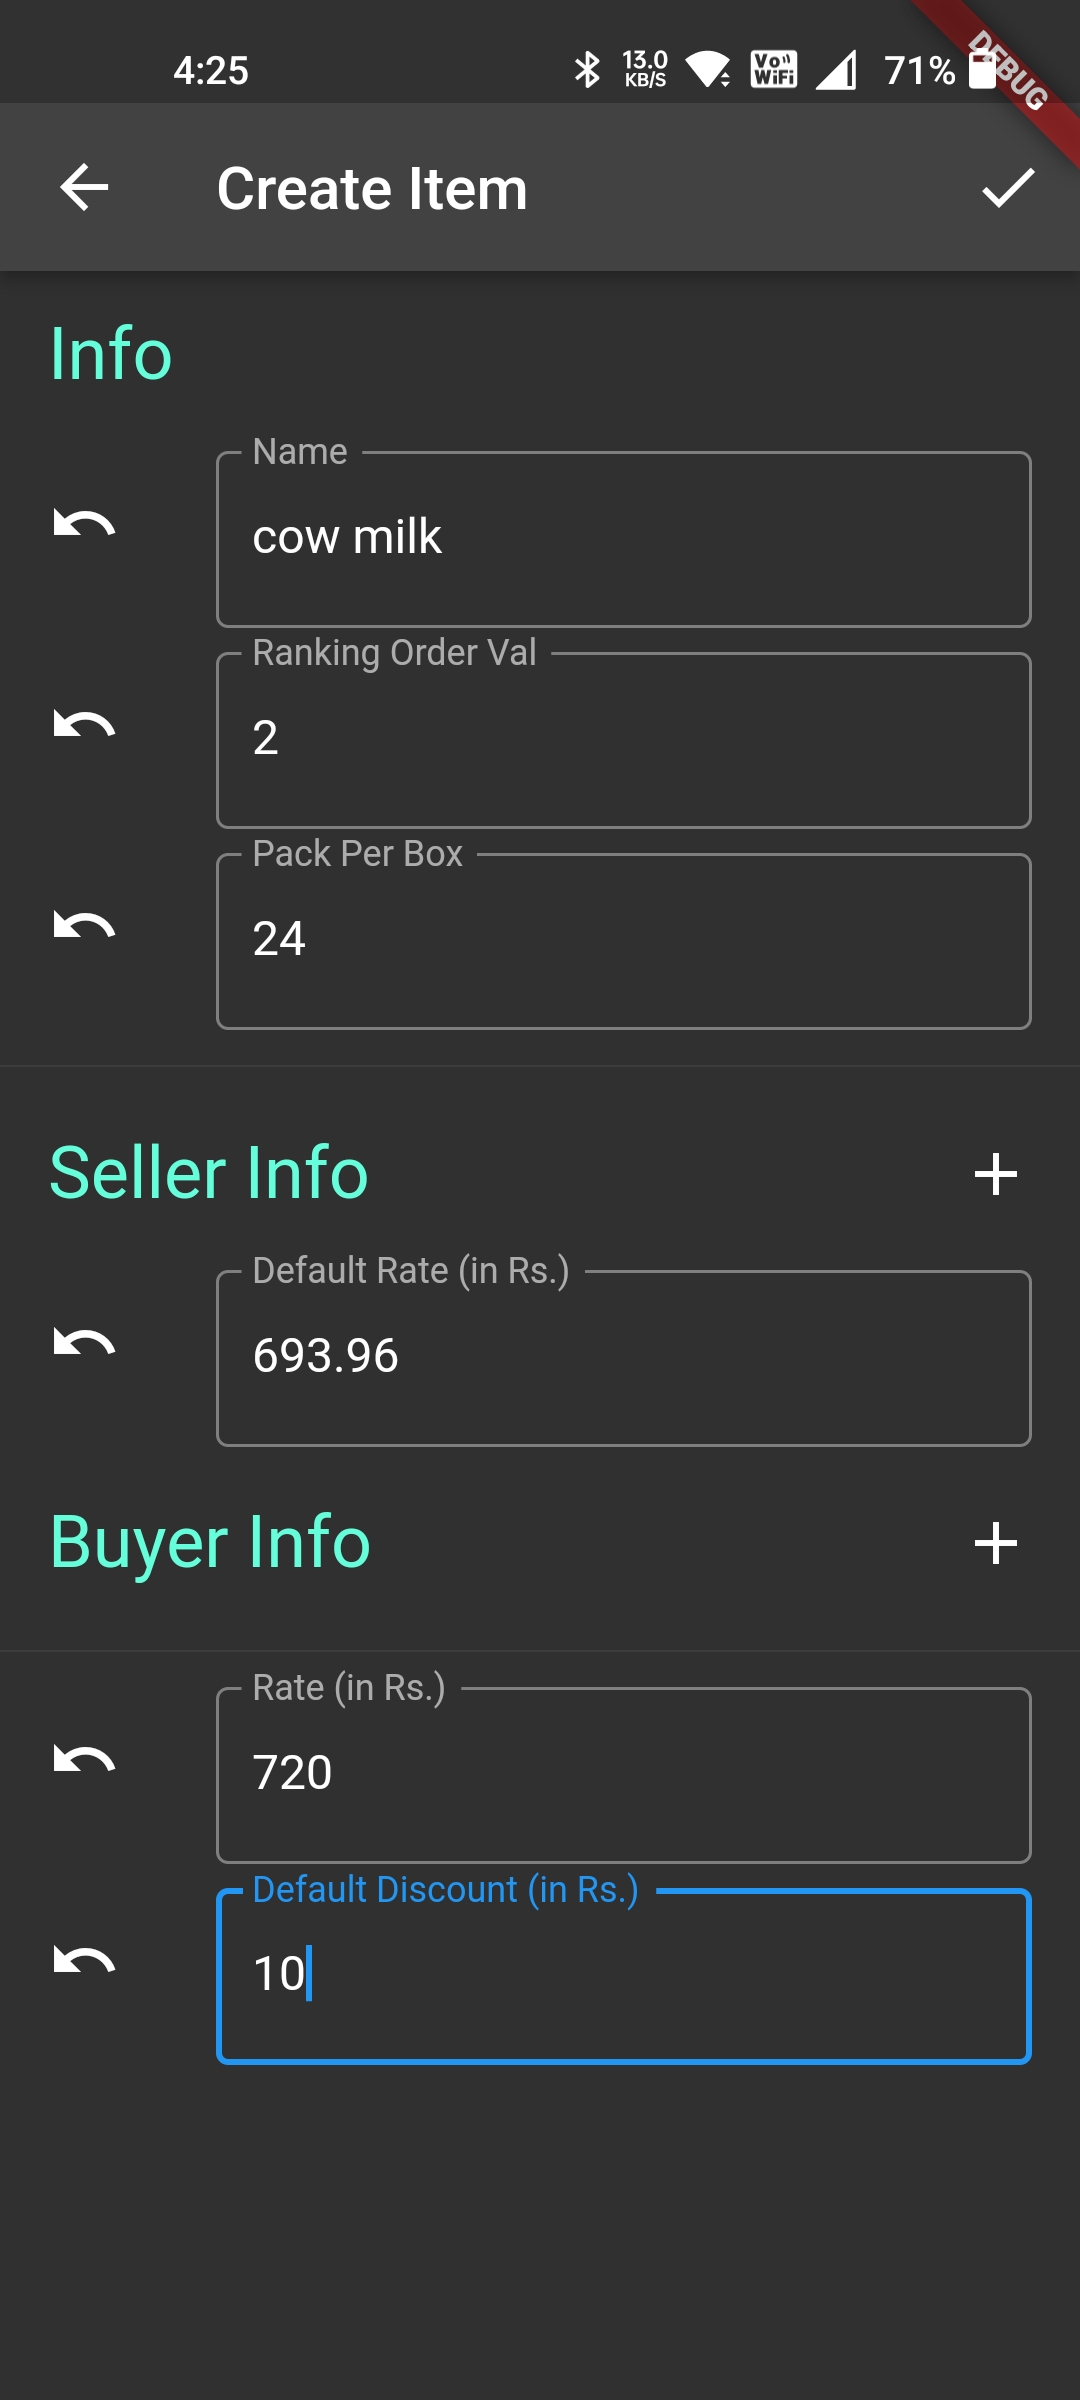 4:25
13.0
KB/S
Vo
WiFi
71%
DEBUG
Create Item
Info
Name
cow milk
Ranking Order Val
2
Pack Per Box
24
Seller Info
Default Rate (in Rs.)
693.96
Buyer Info
Rate (in Rs.)
720
Default Discount (in Rs.)
10